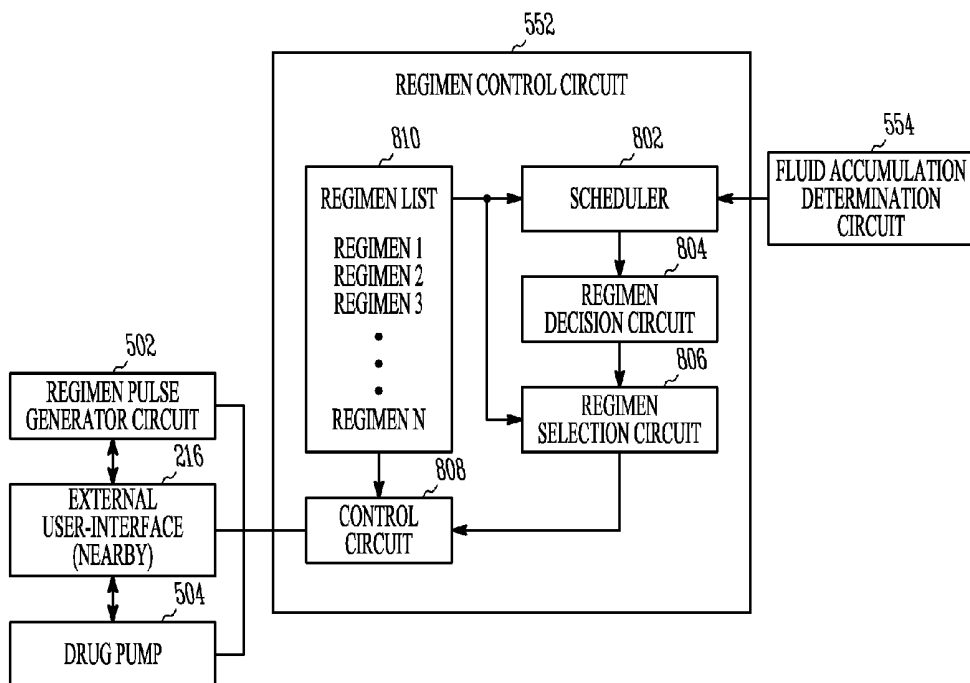 552
REGIMEN CONTROL CIRCUIT
810
REGIMEN LIST
REGIMEN 1
REGIMEN 2
REGIMEN 3
REGIMEN N
802
SCHEDULER
554
FLUID ACCUMULATION
DETERMINATION
CIRCUIT
804
REGIMEN
DECISION CIRCUIT
806
REGIMEN
SELECTION CIRCUIT
502
REGIMEN PULSE
GENERATOR CIRCUIT
216
EXTERNAL
USER-INTERFACE
(NEARBY)
808
CONTROL
CIRCUIT
504
DRUG PUMP